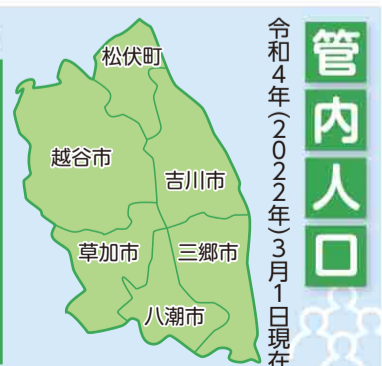 管内人口
令和4年(2022年)3月1日現在
松伏町
越谷市
吉川市
草加市
三郷市
八潮市